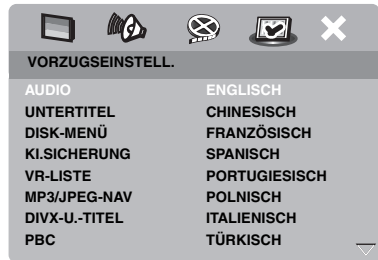 VORZUGSEINSTELL.
AUDIO ENGLISCH
UNTERTITEL CHINESISCH
DISK-MENÜ FRANZÖSISCH
KI.SICHERUNG SPANISCH
VR-LISTE PORTUGIESISCH
MP3/JPEG-NAV POLNISCH
DIVX-U.-TITEL ITALIENISCH
PBC TÜRKISCH